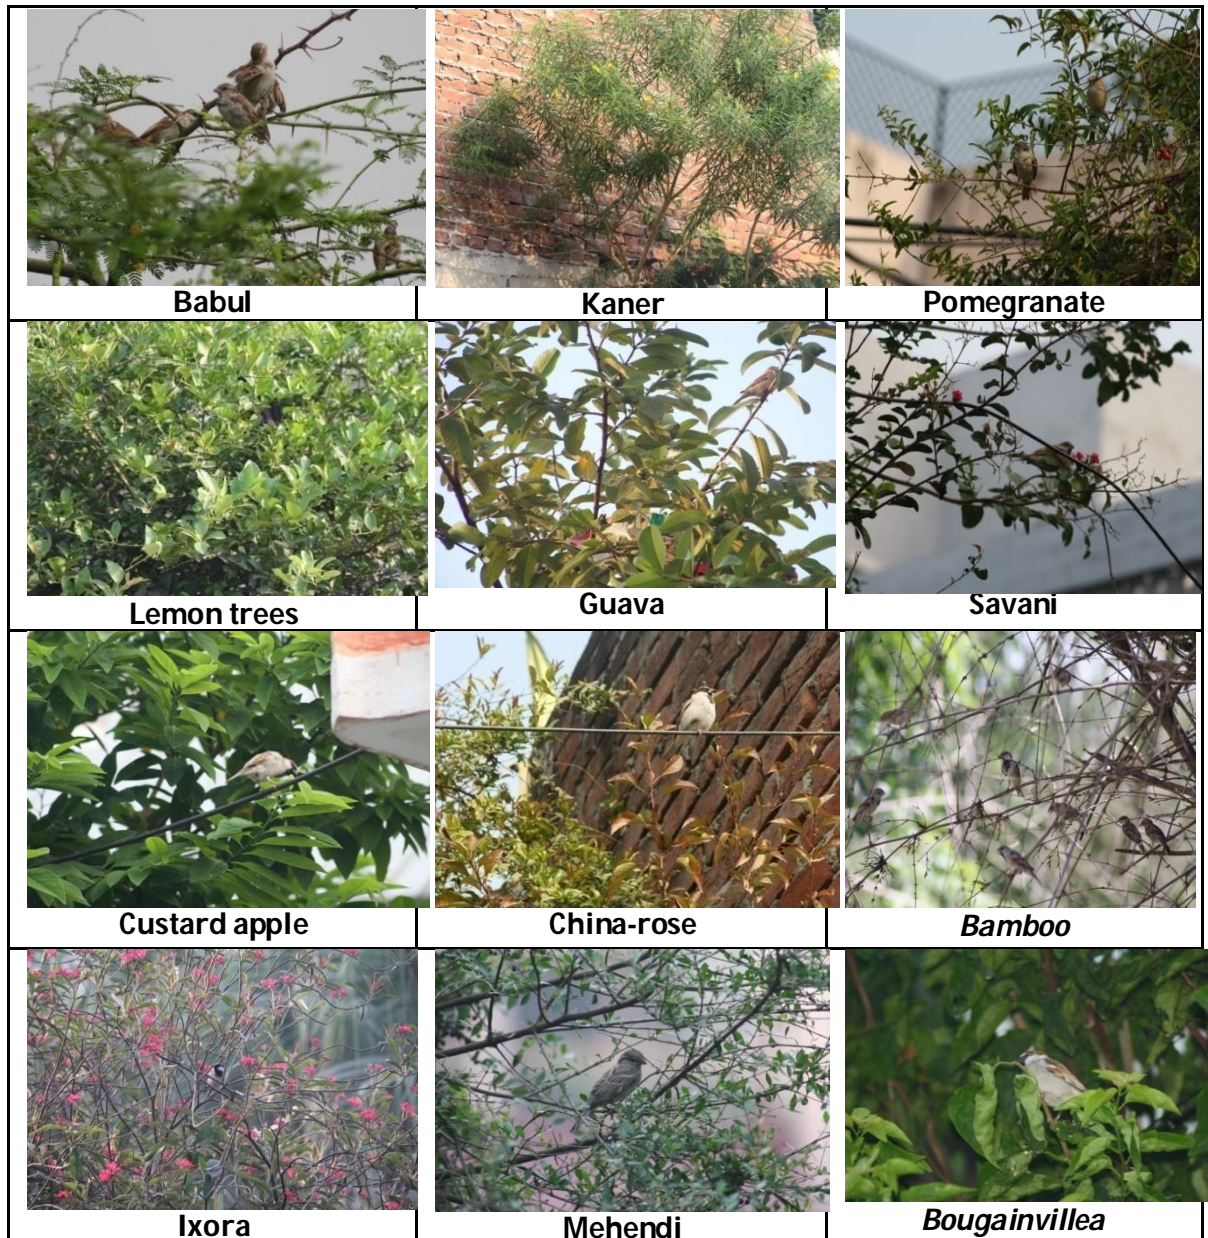 Babul
Kaner
Pomegranate
Lemon trees
Guava
Savani
Custard apple
China-rose
Bamboo
Ixora
Mehendi
Bougainvillea